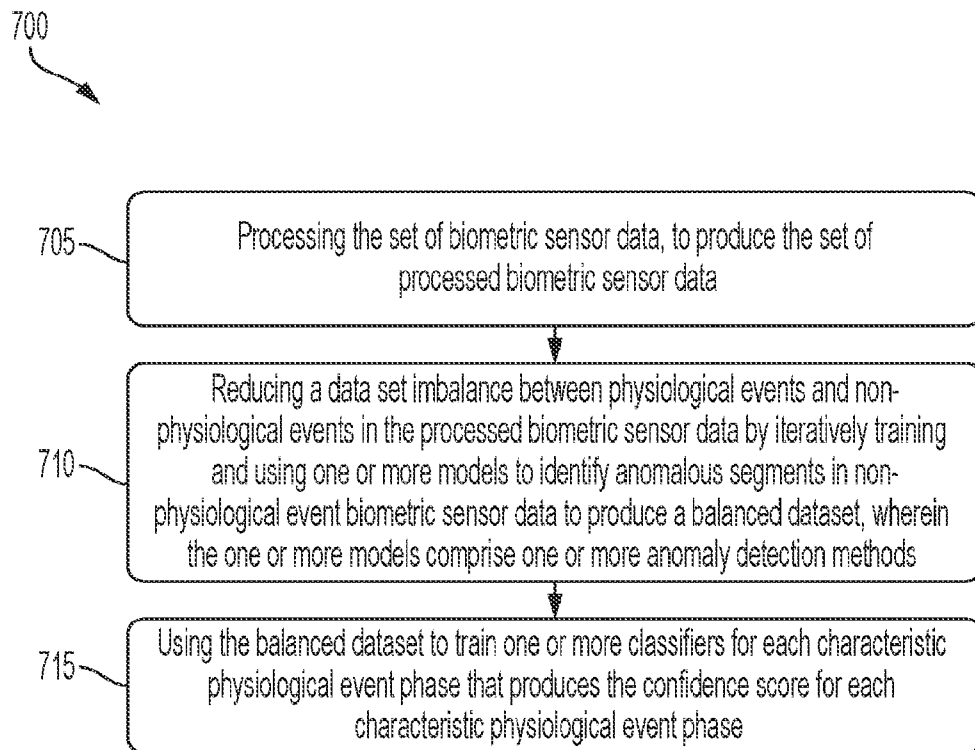 700
705
Processing the set of biometric sensor data, to produce the set of
processed biometric sensor data
710
Reducing a data set imbalance between physiological events and non-
physiological events in the processed biometric sensor data by iteratively training
and using one or more models to identify anomalous segments in non-
physiological event biometric sensor data to produce a balanced dataset, wherein
the one or more models comprise one or more anomaly detection methods
715
Using the balanced dataset to train one or more classifiers for each characteristic
physiological event phase that produces the confidence score for each
characteristic physiological event phase